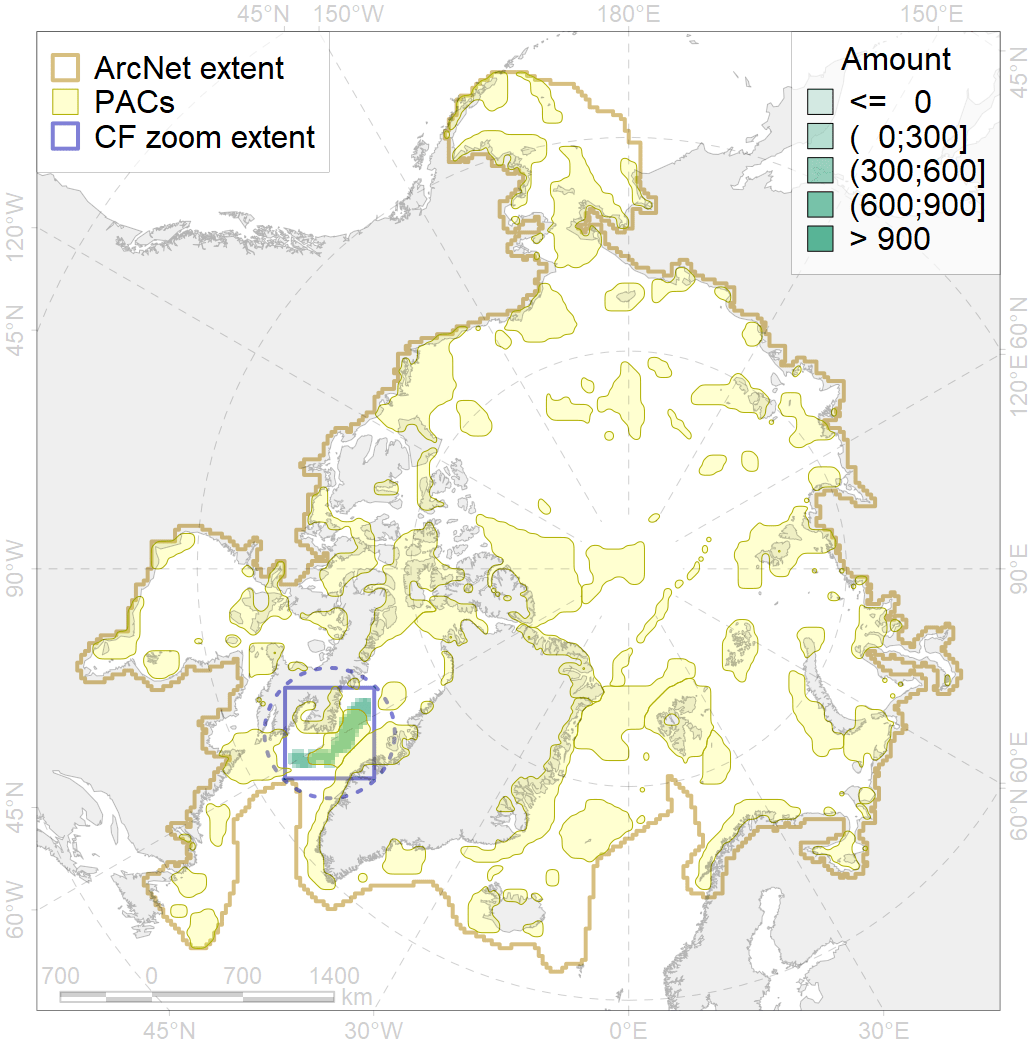 45°N 150°W 180°E 150°E
ArcNet extent
PACs
CF zoom extent
Amount
<= 0
( 0;300]
(300;600]
(600;900]
> 900
45°N
120°W
45°N
60°N
120°E
90°W
90°E
45°N
60°E
60°N
60°W
700 0 700 1400
km
45°N 30°W 0°E 30°E